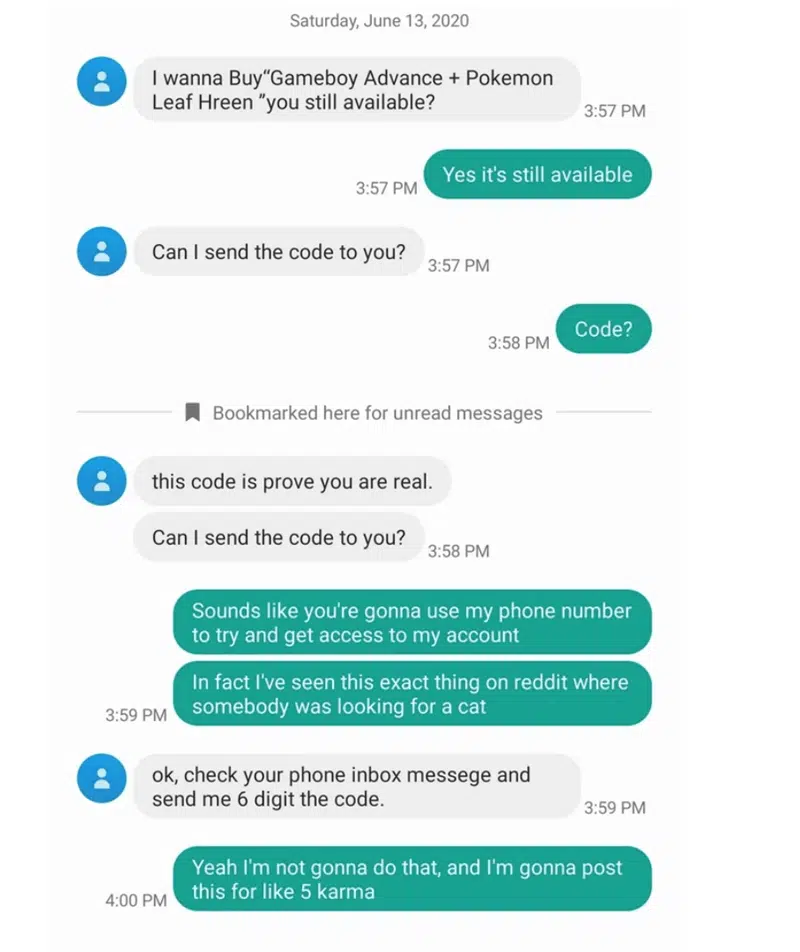 Saturday, June 13, 2020
I wanna Buy“Gameboy Advance + Pokemon
Leaf Hreen ”you still available?
3:57 PM
Yes it's still available
3:57 PM
Can I send the code to you?
3:57 PM
Code?
3:58 PM
Bookmarked here for unread messages
this code is prove you are real.
Can I send the code to you?
3:58 PM
Sounds like you're gonna use my phone number
to try and get access to my account
In fact I've seen this exact thing on reddit where
somebody was looking for a cat
3:59 PM
ok, check your phone inbox messege and
send me 6 digit the code.
3:59 PM
Yeah I'm not gonna do that, and I'm gonna post
this for like 5 karma
4:00 PM